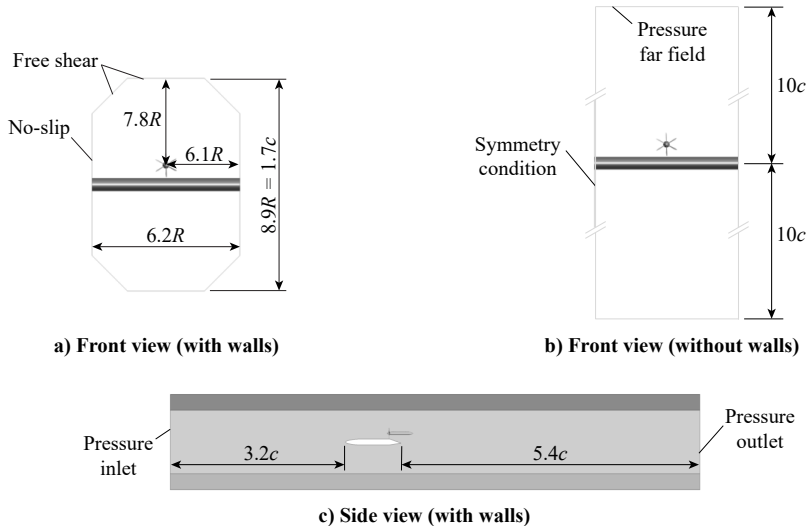 Free shear
No-slip
7.8R
6.1R
6.2R
8.9R = 1.7c
a) Front view (with walls)
Pressure
far field
Symmetry
condition
10c
10c
b) Front view (without walls)
Pressure
inlet
3.2c
5.4c
Pressure
outlet
c) Side view (with walls)